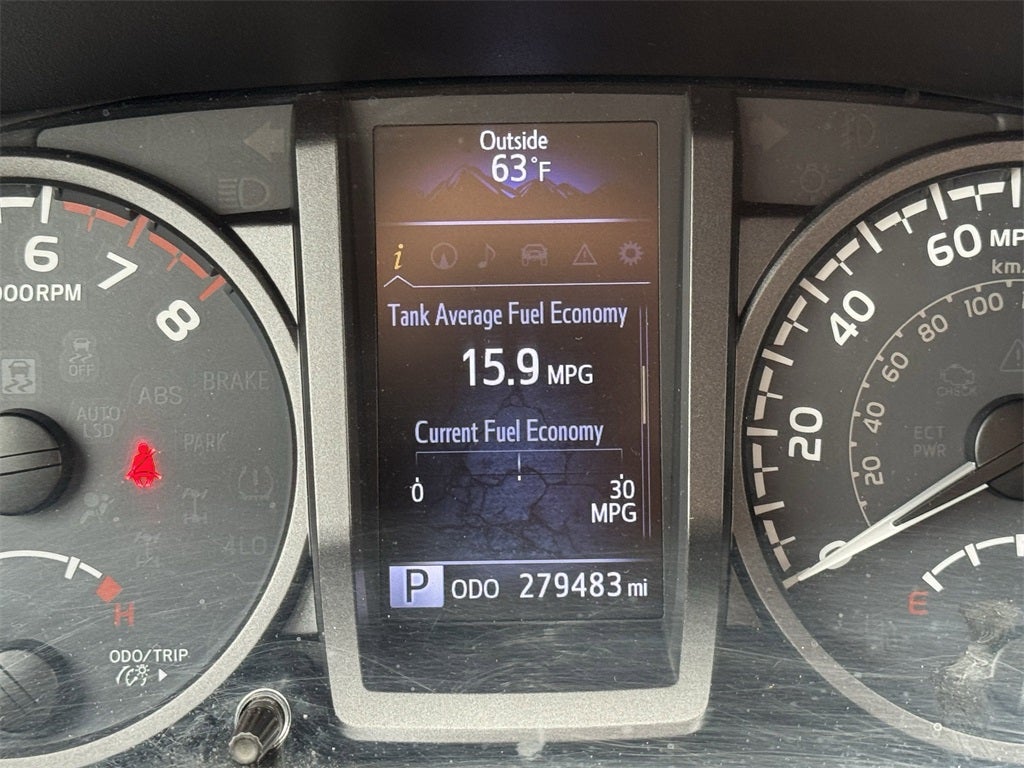 Outside
63°F
i
Tank Average Fuel Economy
15.9 MPG
Current Fuel Economy
0 30
MPG
P ODO 279483 mi
6 7 8
000RPM
OFF
ABS
BRAKE
AUTO
LSD
PARK
4LO
H
ODO/TRIP
0 20 40 60 MP
km
20 40 60 80 100
CHECK
ECT
PWR
E